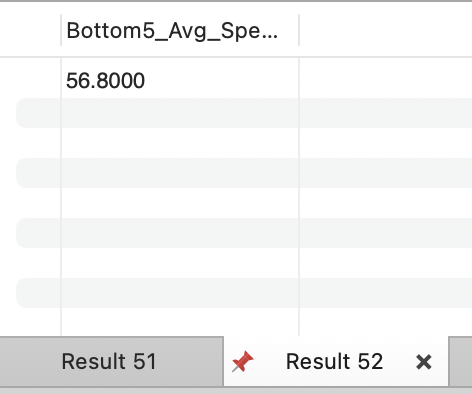 Bottom5_Avg_Spe...
56.8000
Result 51
Result 52